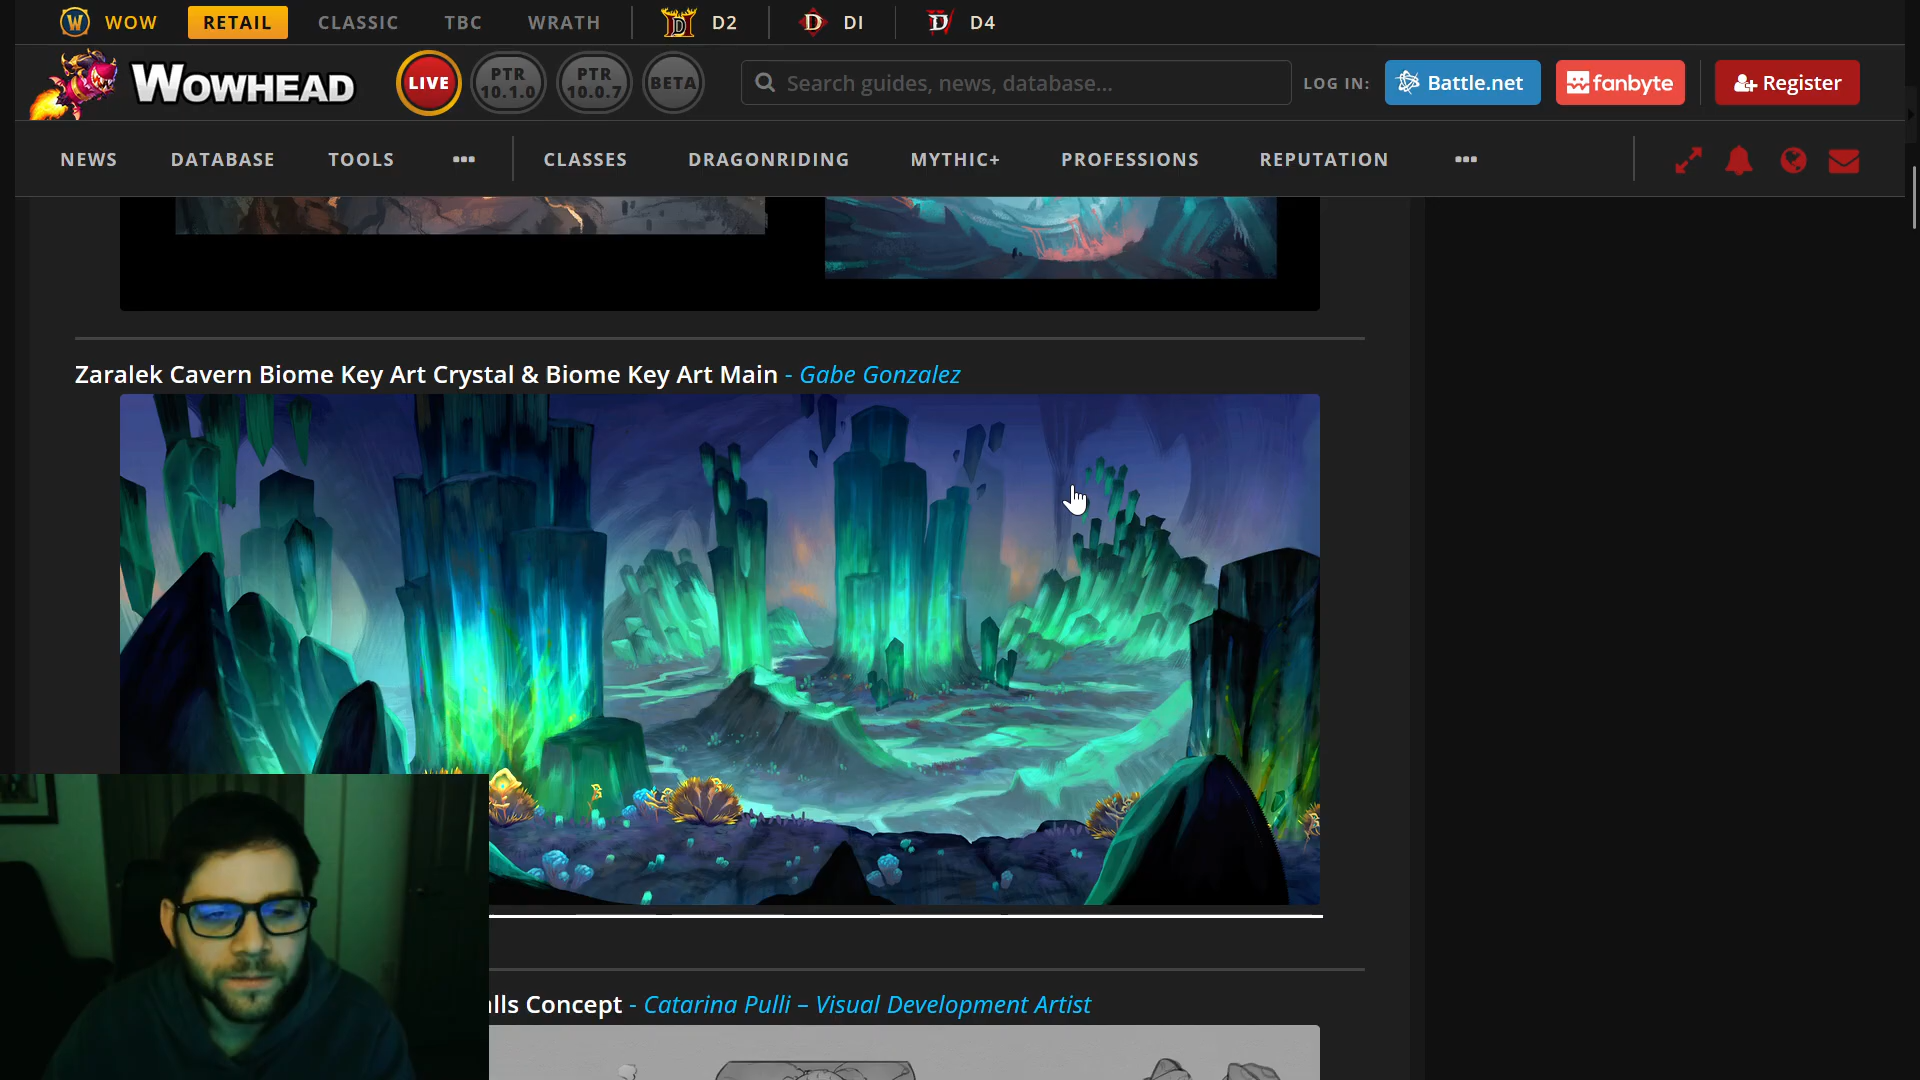 WOW RETAIL CLASSIC TBC WRATH D2 DI D4
WOWHEAD LIVE PTR 10.1.0 PTR 10.0.7 BETA Search guides, news, database... LOG IN: Battle.net fanbyte Register
NEWS DATABASE TOOLS ••• CLASSES DRAGONRIDING MYTHIC+ PROFESSIONS REPUTATION •••
Zaralek Cavern Biome Key Art Crystal & Biome Key Art Main - Gabe Gonzalez
lls Concept - Catarina Pulli – Visual Development Artist